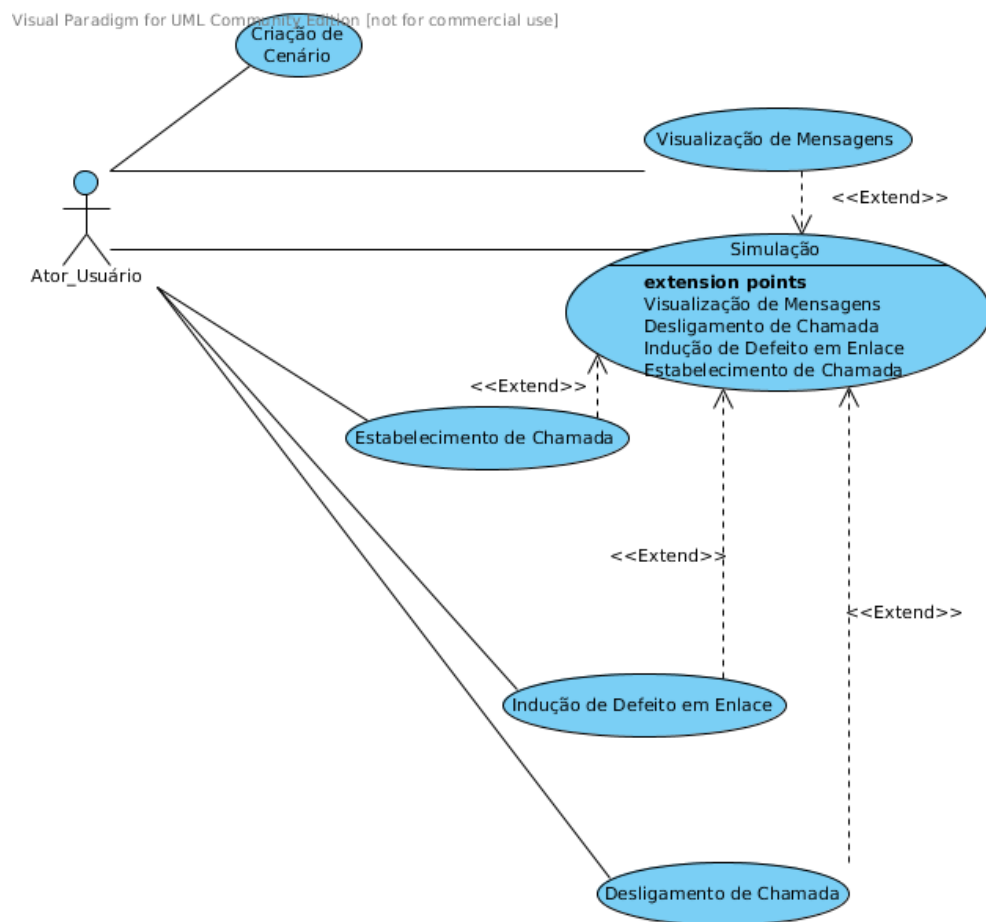 Visual Paradigm for UML Community Edition [not for commercial use]
Criação de
Cenário
Visualização de Mensagens
<<Extend>>
Simulação
extension points
Visualização de Mensagens
Desligamento de Chamada
Indução de Defeito em Enlace
Estabelecimento de Chamada
Ator_Usuário
<<Extend>>
Estabelecimento de Chamada
<<Extend>>
<<Extend>>
Indução de Defeito em Enlace
Desligamento de Chamada